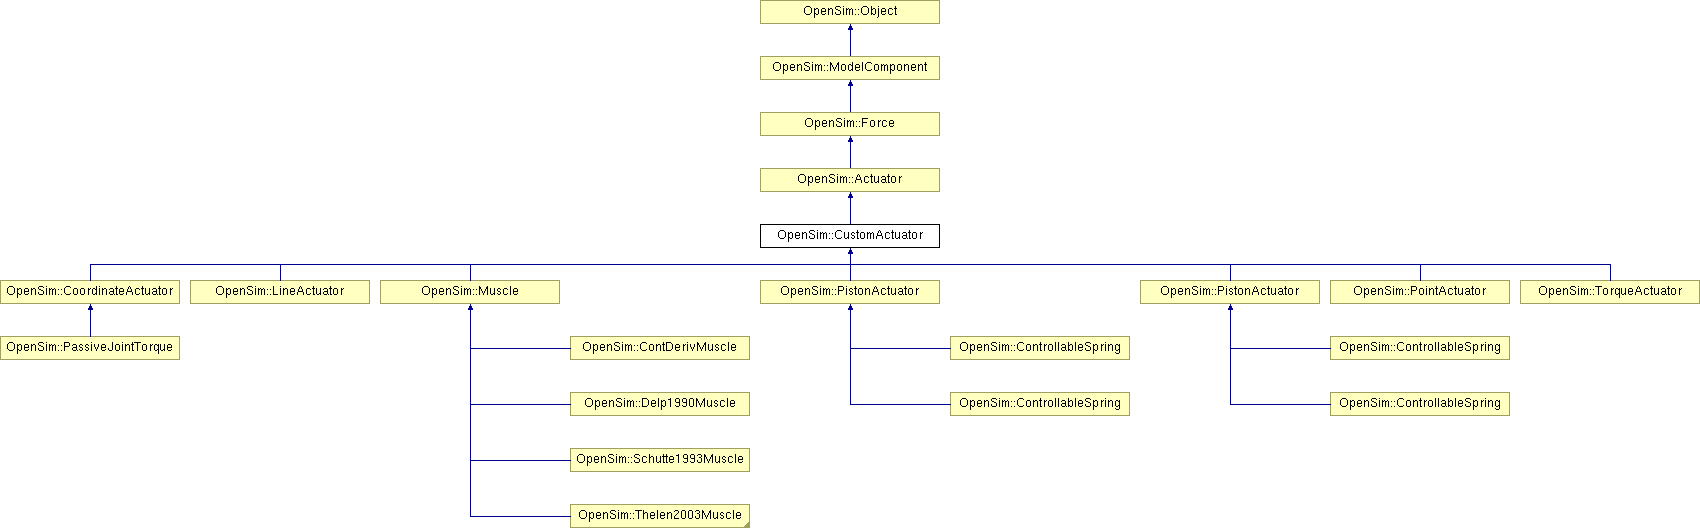 OpenSim::Object
OpenSim::ModelComponent
OpenSim::Force
OpenSim::Actuator
OpenSim::CustomActuator
OpenSim::CoordinateActuator
OpenSim::LineActuator
OpenSim::Muscle
OpenSim::PistonActuator
OpenSim::PistonActuator
OpenSim::PointActuator
OpenSim::TorqueActuator
OpenSim::PassiveJointTorque
OpenSim::ContDerivMuscle
OpenSim::ControllableSpring
OpenSim::ControllableSpring
OpenSim::Delp1990Muscle
OpenSim::ControllableSpring
OpenSim::ControllableSpring
OpenSim::Schutte1993Muscle
OpenSim::Thelen2003Muscle